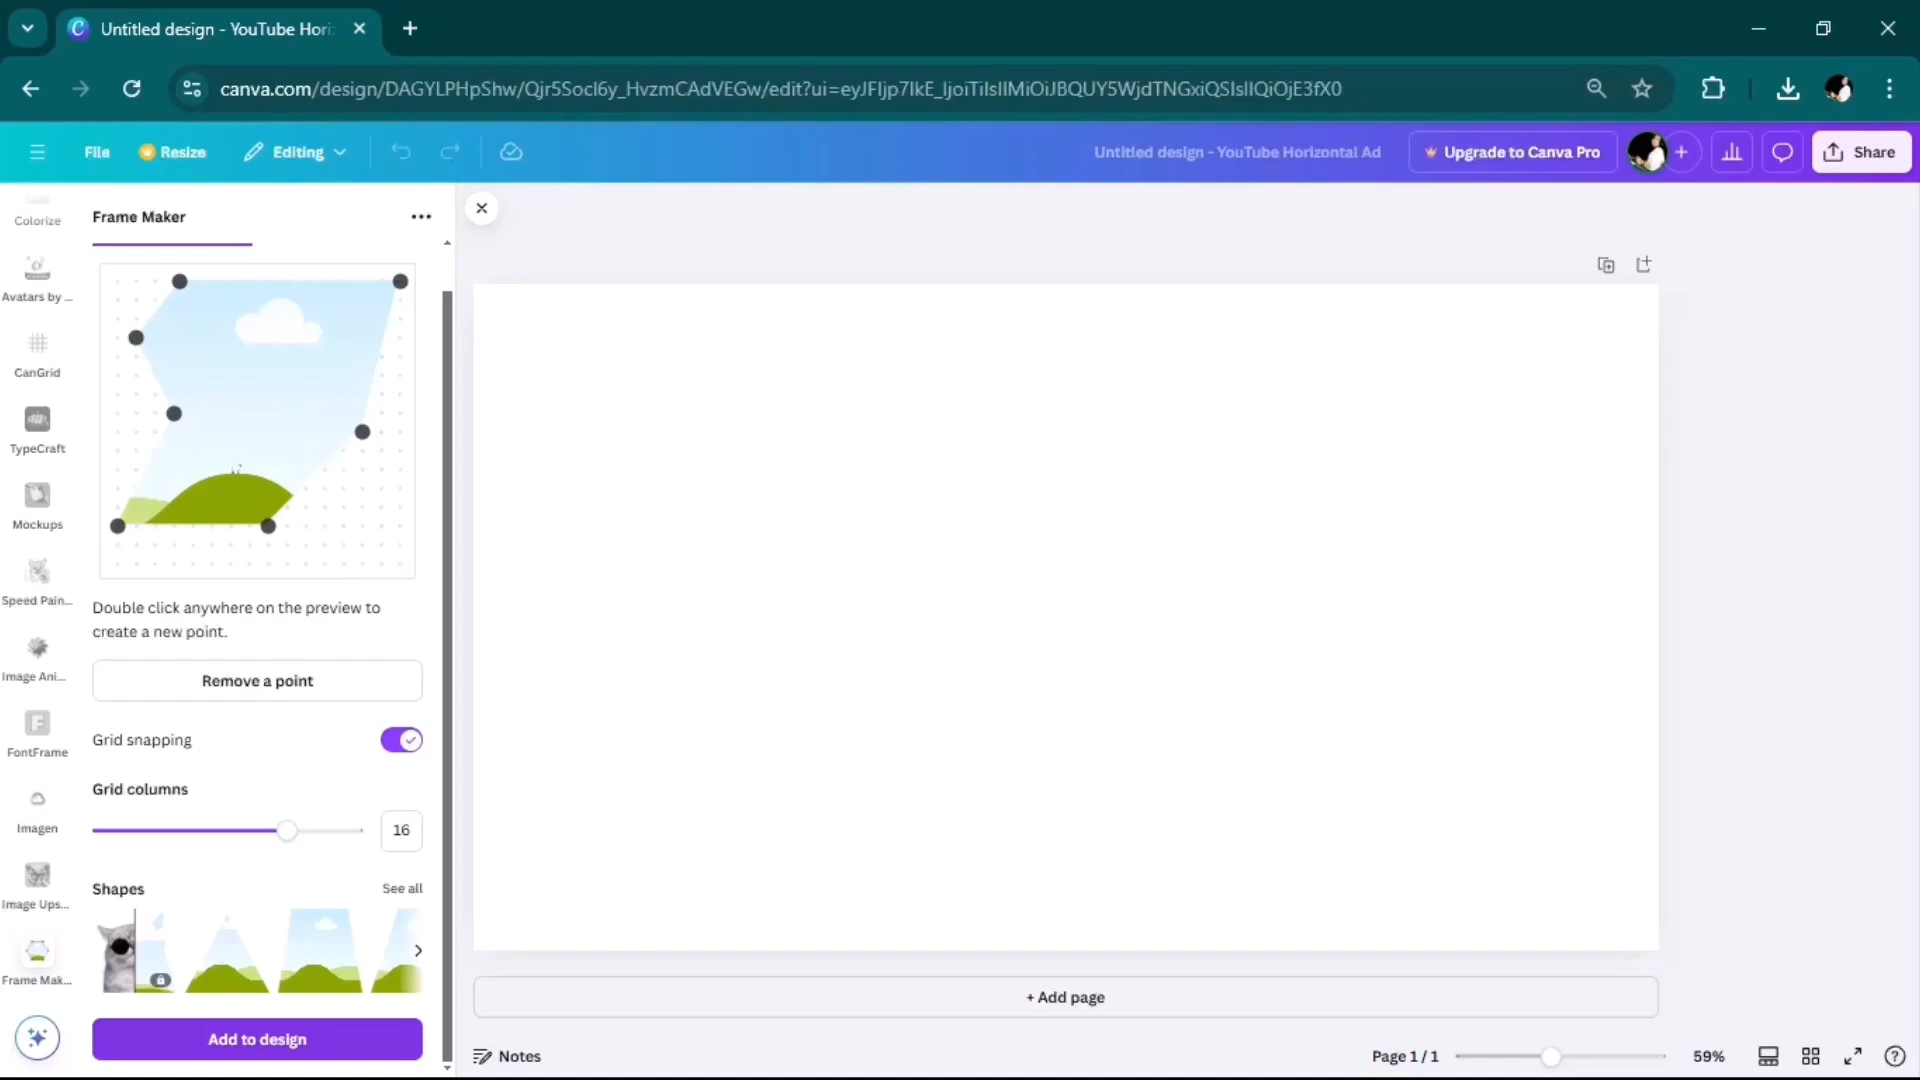 Untitled design - YouTube Hori
canva.com/design/DAGYLPHpShw/Qjr5Socl6y_HvzmCAdVEGw/edit?ui=eyJFIjp7IkE_IjoiTiIsIlMiOiJBQUY5WjdTNGxiQSIsIlQiOjE3fX0
File
Resize
Editing
Untitled design - YouTube Horizontal Ad
Upgrade to Canva Pro
Share
Colorize
Avatars by ...
CanGrid
TypeCraft
Mockups
Speed Pain...
Image Ani...
FontFrame
Imagen
Image Ups...
Frame Mak...
Frame Maker
Double click anywhere on the preview to
create a new point.
Remove a point
Grid snapping
Grid columns
16
Shapes
See all
Add to design
+ Add page
Notes
Page 1 / 1
59%